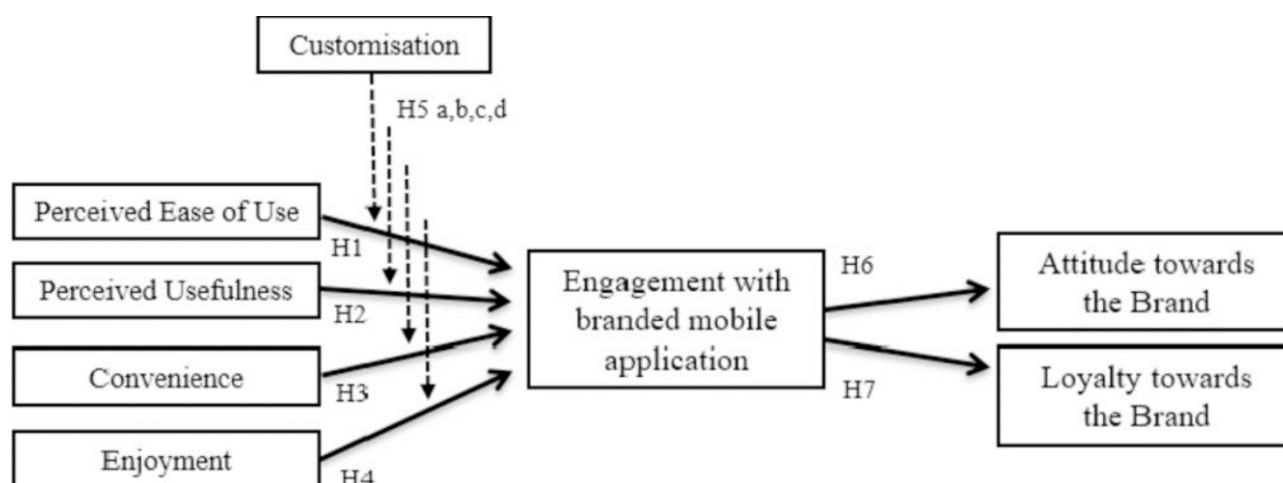 Customisation
H5 a,b,c,d
Perceived Ease of Use
H1
Perceived Usefulness
H2
Convenience
H3
Enjoyment
H4
Engagement with
branded mobile
application
H6
H7
Attitude towards
the Brand
Loyalty towards
the Brand